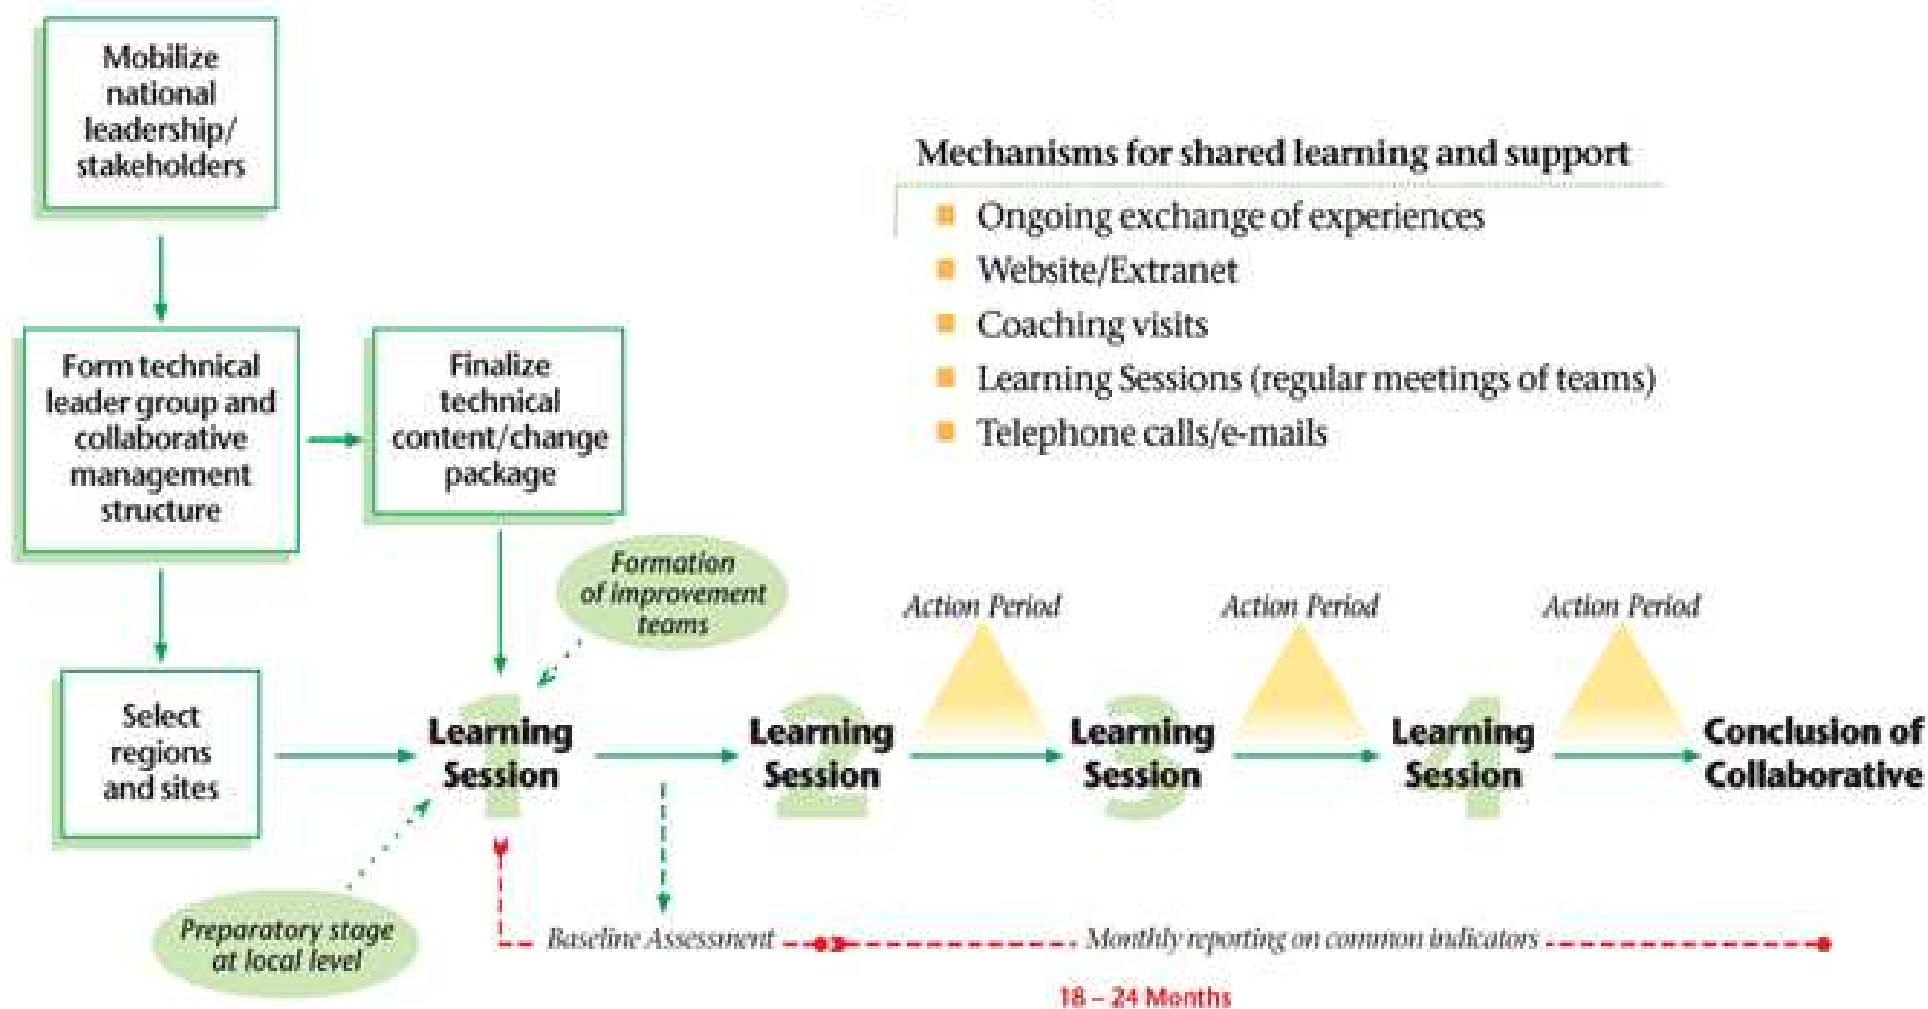 Mobilize
national
leadership/
stakeholders
Mechanisms for shared learning and support
Ongoing exchange of experiences
Website/Extranet
Coaching visits
Learning Sessions (regular meetings of teams)
Telephone calls/e-mails
Form technical
leader group and
collaborative
management
structure
Finalize
technical
content/change
package
Formation
of improvement
teams
Action Period
Action Period
Action Period
Select
regions
and sites
1
Learning
Session
2
Learning
Session
3
Learning
Session
4
Learning
Session
Conclusion of
Collaborative
Preparatory stage
at local level
Baseline Assessment
Monthly reporting on common indicators
18 – 24 Months